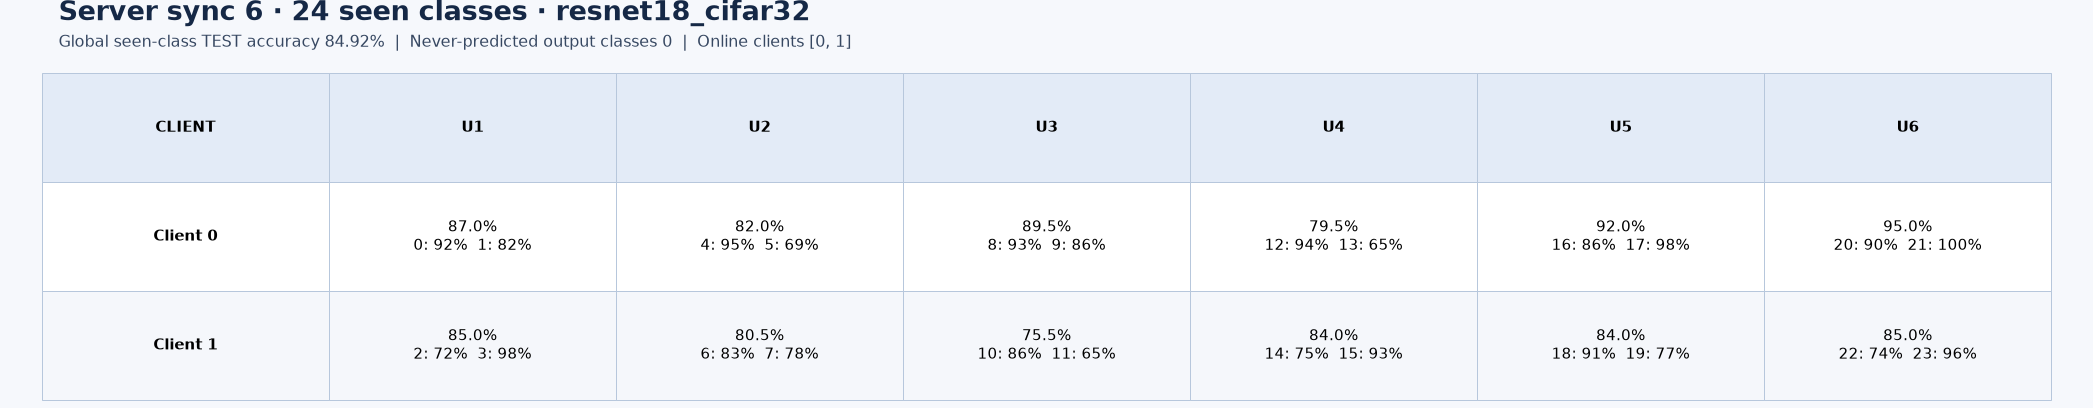 Server sync 6 · 24 seen classes · resnet18_cifar32
Global seen-class TEST accuracy 84.92% | Never-predicted output classes 0 | Online clients [0, 1]
CLIENT U1 U2 U3 U4 U5 U6
87.0% 82.0% 89.5% 79.5% 92.0% 95.0%
Client 0
0: 92% 1: 82% 4: 95% 5: 69% 8: 93% 9: 86% 12: 94% 13: 65% 16: 86% 17: 98% 20: 90% 21: 100%
85.0% 80.5% 75.5% 84.0% 84.0% 85.0%
Client 1
2: 72% 3: 98% 6: 83% 7: 78% 10: 86% 11: 65% 14: 75% 15: 93% 18: 91% 19: 77% 22: 74% 23: 96%